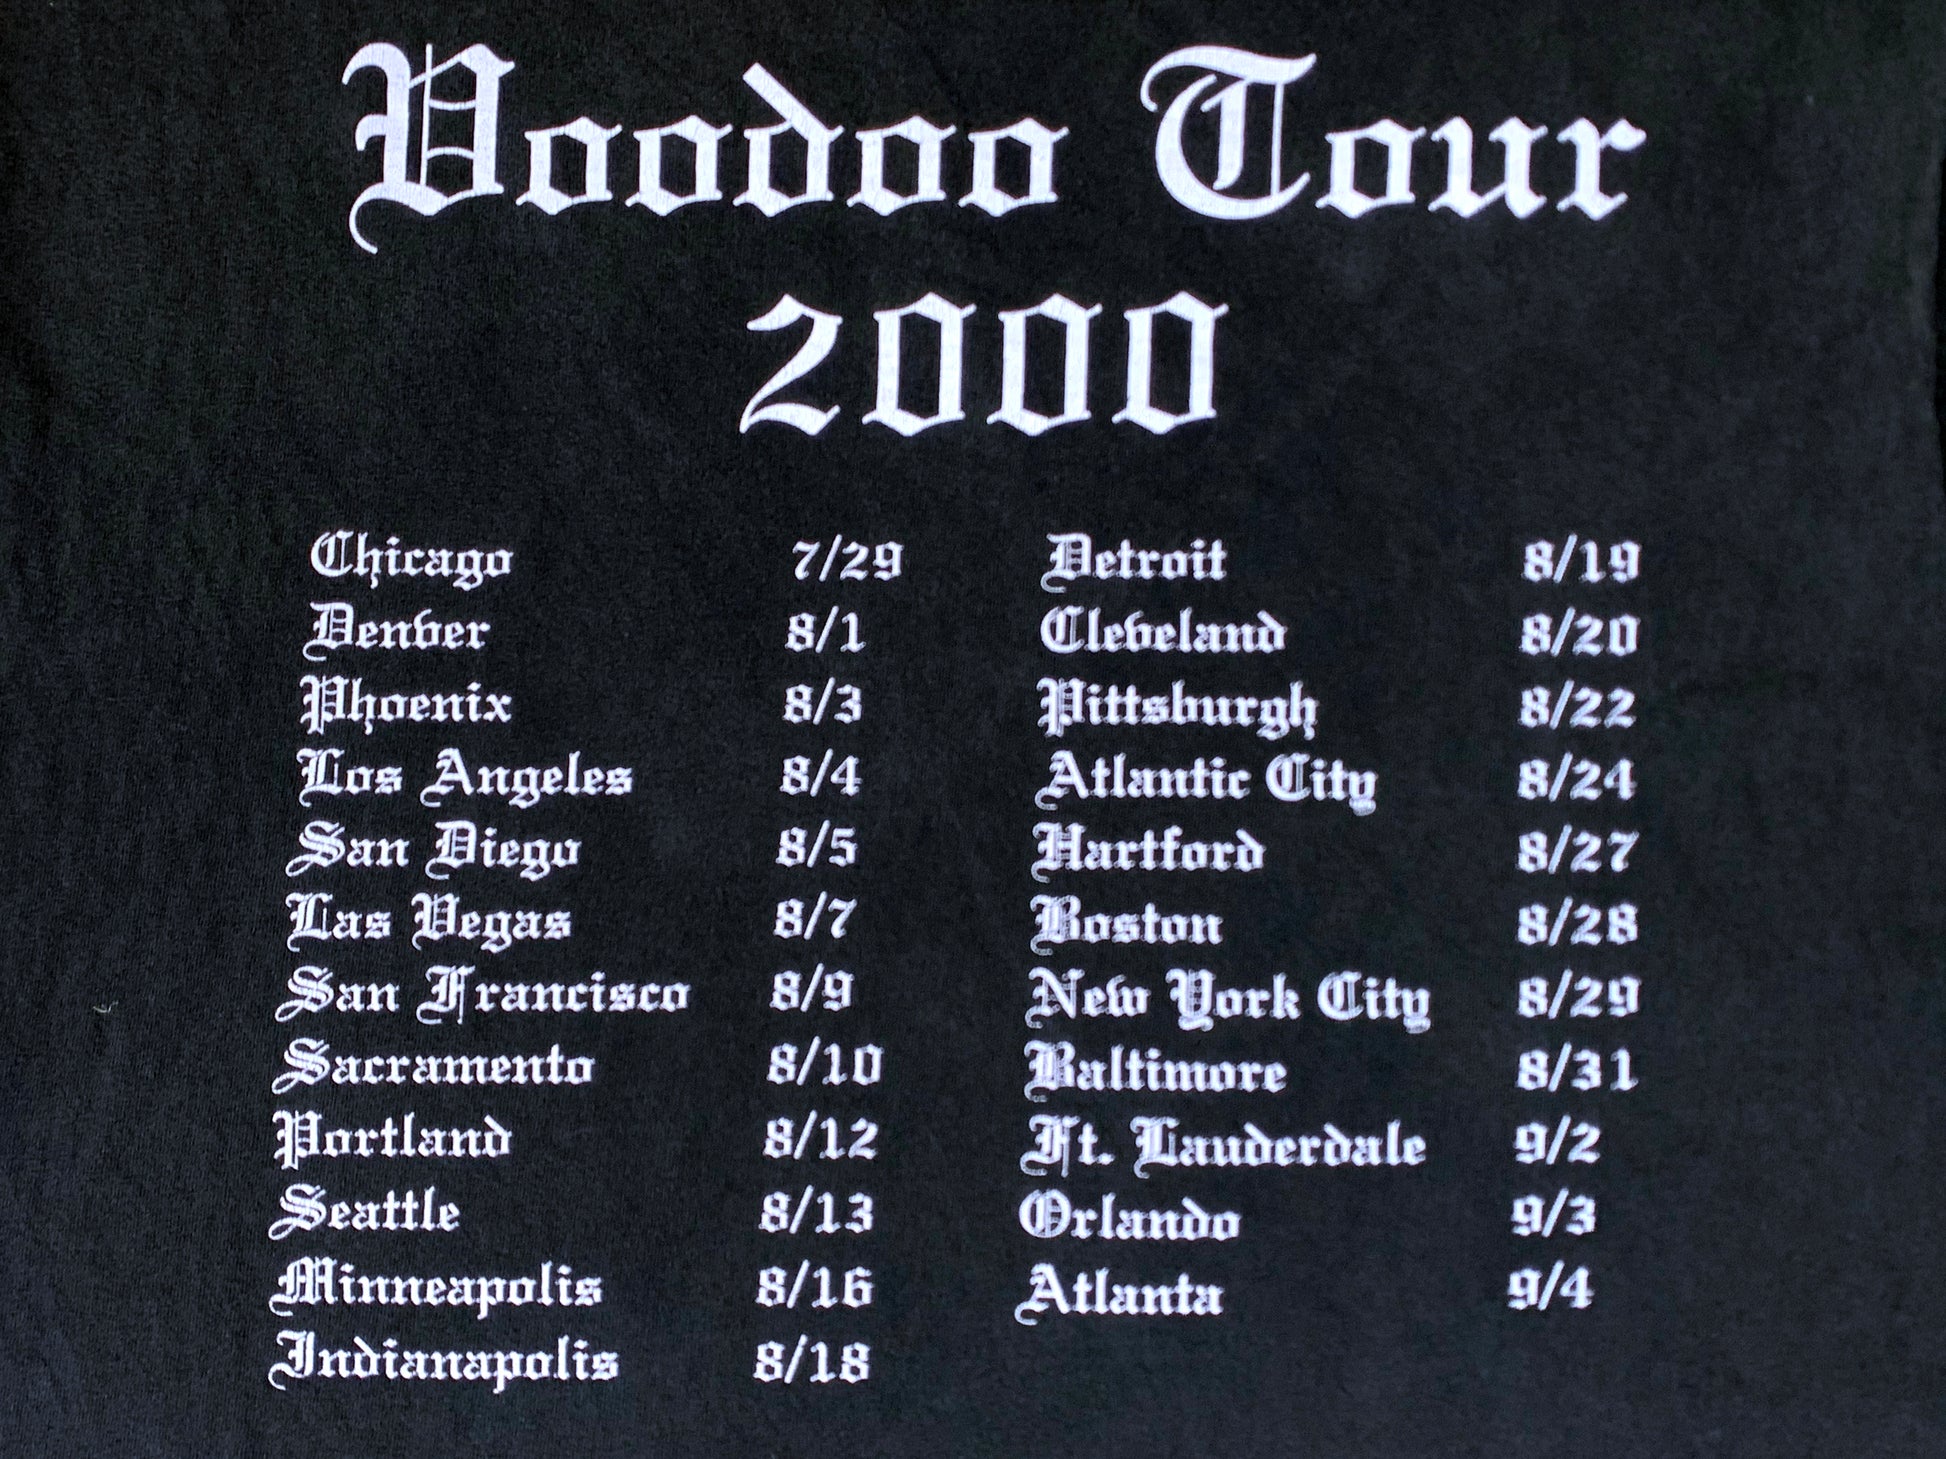 Voodoo Tour
2000
Chicago 7/29
Denver 8/1
Phoenix 8/3
Los Angeles 8/4
San Diego 8/5
Las Vegas 8/7
San Francisco 8/9
Sacramento 8/10
Portland 8/12
Seattle 8/13
Minneapolis 8/16
Indianapolis 8/18
Detroit 8/19
Cleveland 8/20
Pittsburgh 8/22
Atlantic City 8/24
Hartford 8/27
Boston 8/28
New York City 8/29
Baltimore 8/31
Ft. Lauderdale 9/2
Orlando 9/3
Atlanta 9/4